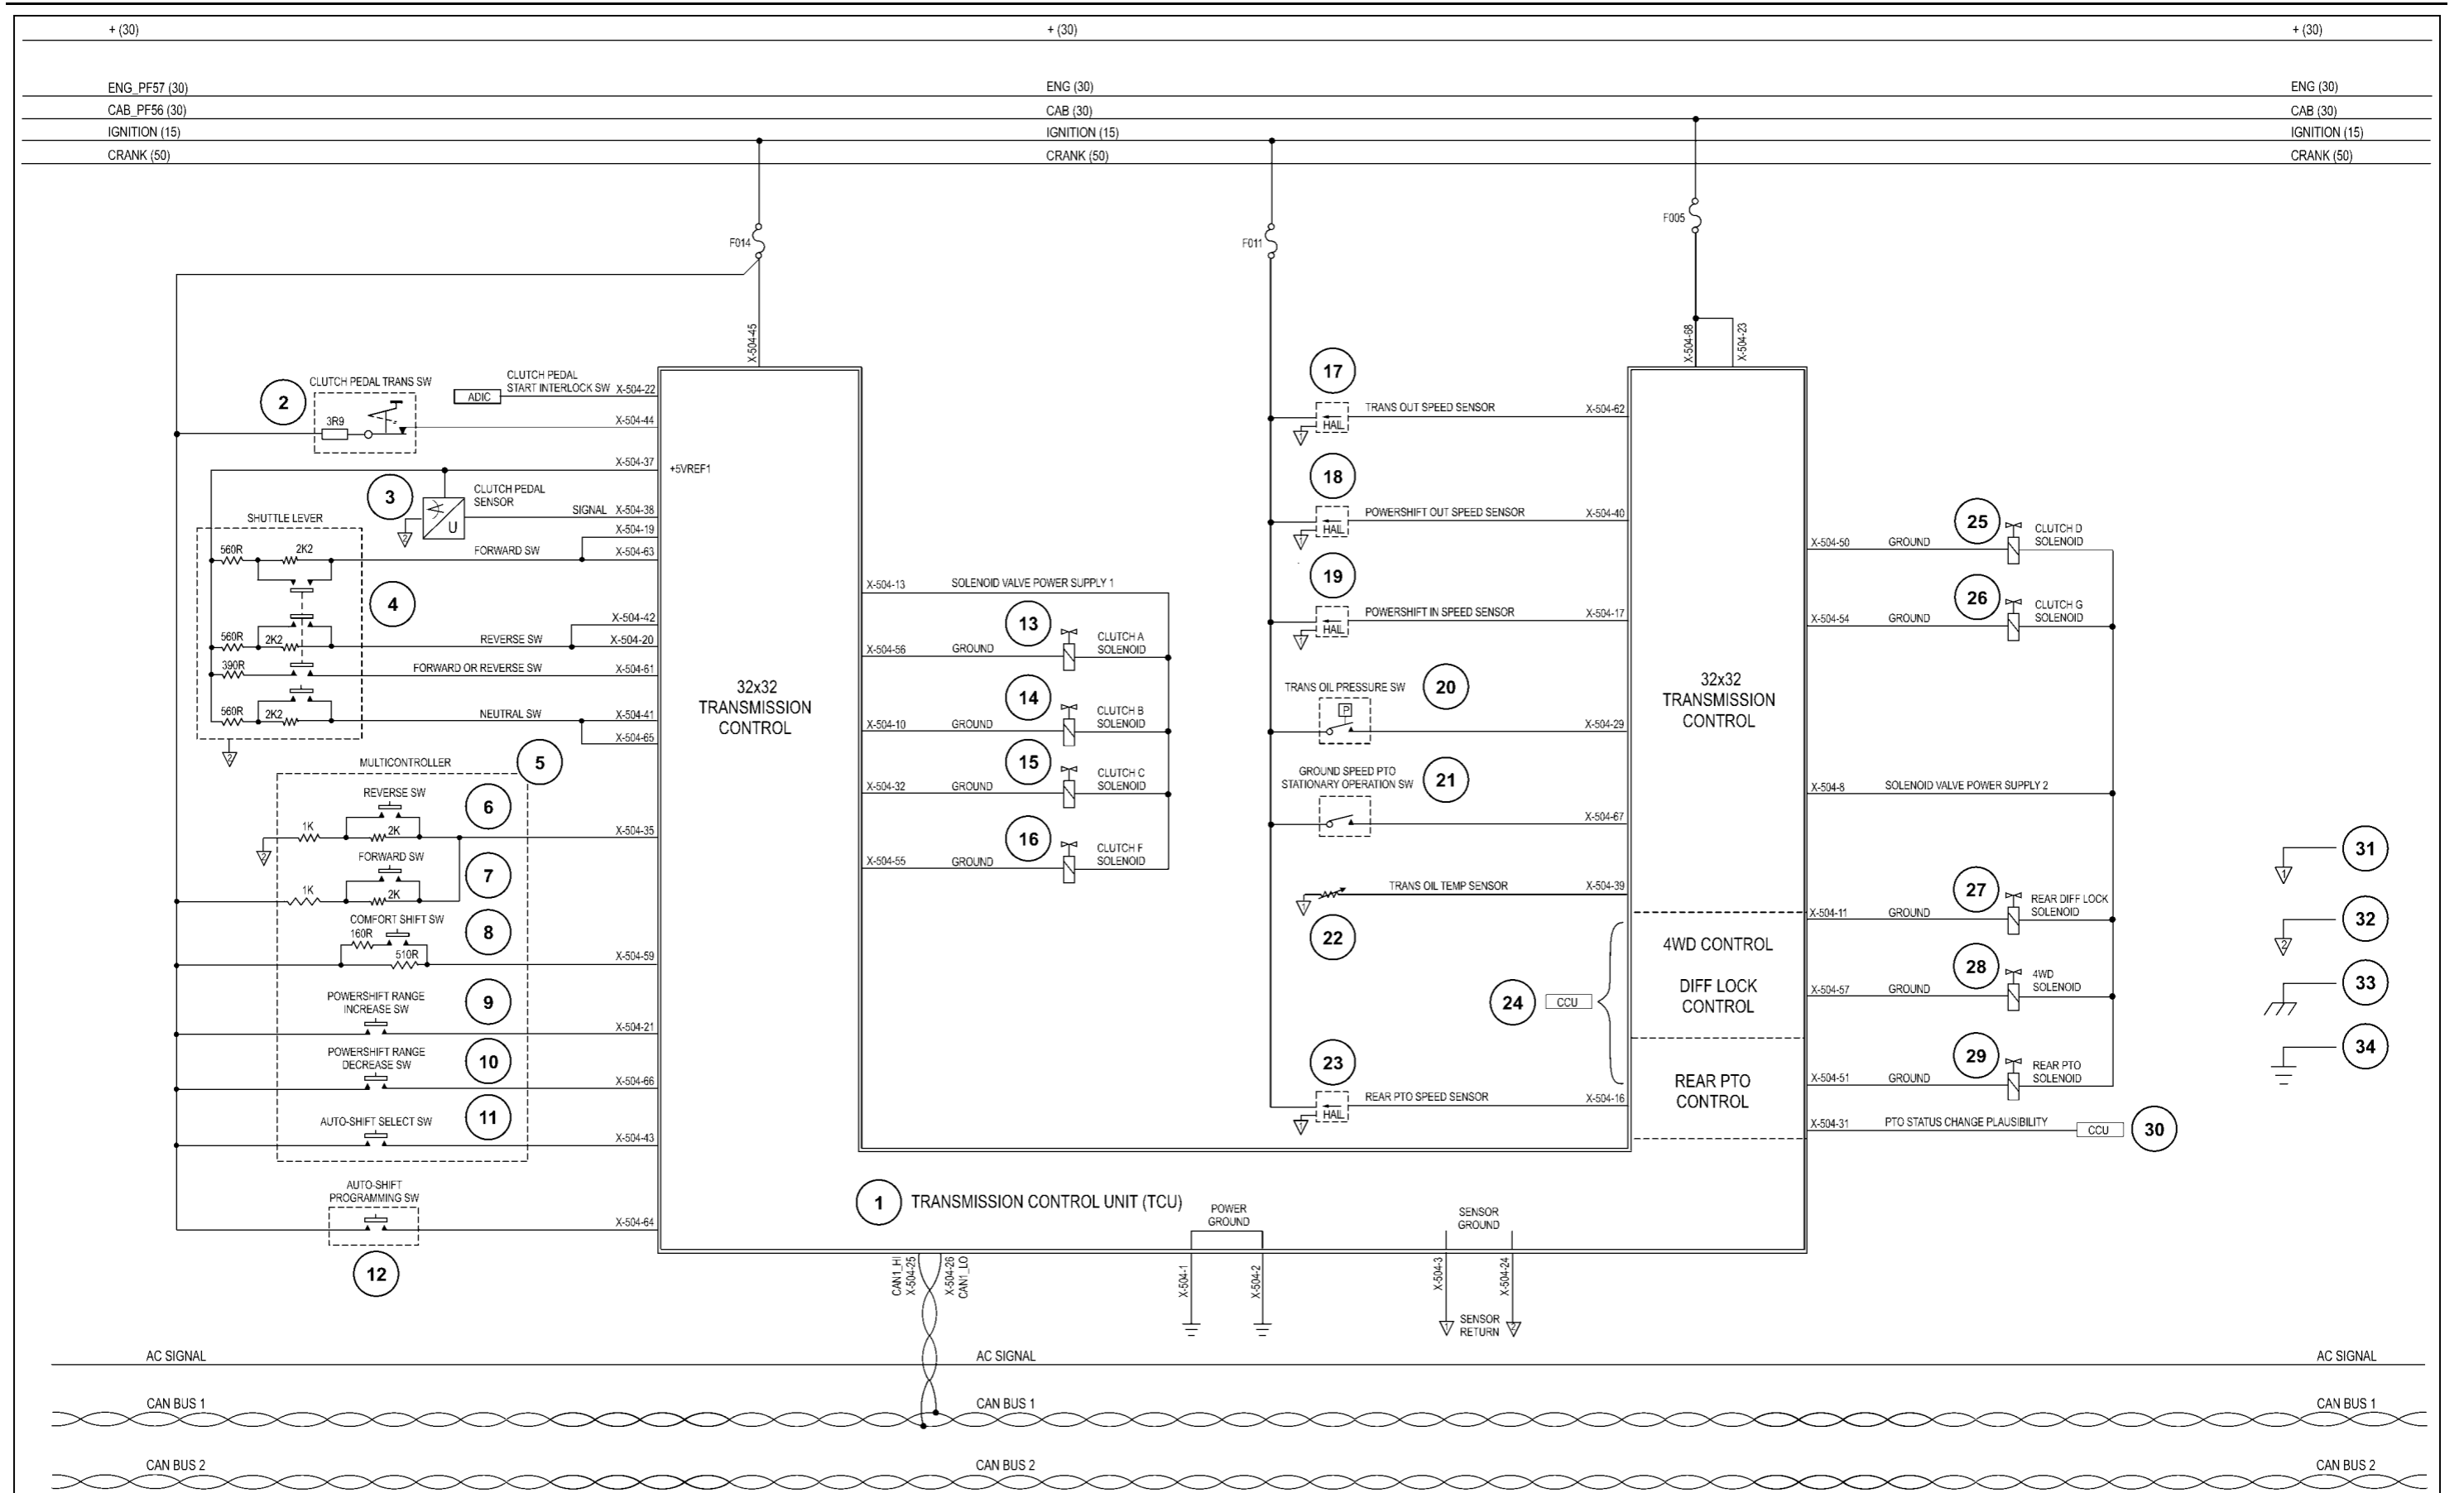 + (30)
+ (30)
+ (30)
ENG_PF57 (30)
ENG (30)
ENG (30)
CAB_PF56 (30)
CAB (30)
CAB (30)
IGNITION (15)
IGNITION (15)
IGNITION (15)
CRANK (50)
CRANK (50)
CRANK (50)
F014
F011
F005
X-504-45
X-504-68
X-504-23
2
CLUTCH PEDAL TRANS SW
3R9
ADIC
CLUTCH PEDAL
START INTERLOCK SW
X-504-22
X-504-44
X-504-37
+5VREF1
3
CLUTCH PEDAL
SENSOR
U
2
SIGNAL
X-504-38
X-504-19
SHUTTLE LEVER
560R
2K2
FORWARD SW
X-504-63
4
X-504-42
560R
2K2
REVERSE SW
X-504-20
390R
FORWARD OR REVERSE SW
X-504-61
560R
2K2
NEUTRAL SW
X-504-41
X-504-65
2
MULTICONTROLLER
5
REVERSE SW
6
1K
2K
X-504-35
2
FORWARD SW
7
1K
2K
COMFORT SHIFT SW
8
160R
510R
X-504-59
POWERSHIFT RANGE
INCREASE SW
9
X-504-21
POWERSHIFT RANGE
DECREASE SW
10
X-504-66
AUTO-SHIFT SELECT SW
11
X-504-43
AUTO-SHIFT
PROGRAMMING SW
X-504-64
12
32x32
TRANSMISSION
CONTROL
X-504-13
SOLENOID VALVE POWER SUPPLY 1
13
CLUTCH A
SOLENOID
X-504-56
GROUND
14
CLUTCH B
SOLENOID
X-504-10
GROUND
15
CLUTCH C
SOLENOID
X-504-32
GROUND
16
CLUTCH F
SOLENOID
X-504-55
GROUND
17
TRANS OUT SPEED SENSOR
X-504-62
HAIL
1
18
POWERSHIFT OUT SPEED SENSOR
X-504-40
HAIL
1
19
POWERSHIFT IN SPEED SENSOR
X-504-17
HAIL
1
TRANS OIL PRESSURE SW
20
P
X-504-29
GROUND SPEED PTO
STATIONARY OPERATION SW
21
X-504-67
TRANS OIL TEMP SENSOR
X-504-39
1
22
24
CCU
23
REAR PTO SPEED SENSOR
X-504-16
HAIL
1
32x32
TRANSMISSION
CONTROL
4WD CONTROL
DIFF LOCK
CONTROL
REAR PTO
CONTROL
25
CLUTCH D
SOLENOID
X-504-50
GROUND
26
CLUTCH G
SOLENOID
X-504-54
GROUND
X-504-8
SOLENOID VALVE POWER SUPPLY 2
27
REAR DIFF LOCK
SOLENOID
X-504-11
GROUND
28
4WD
SOLENOID
X-504-57
GROUND
29
REAR PTO
SOLENOID
X-504-51
GROUND
X-504-31
PTO STATUS CHANGE PLAUSIBILITY
CCU
30
31
1
32
2
33
34
1
TRANSMISSION CONTROL UNIT (TCU)
POWER
GROUND
SENSOR
GROUND
CAN1_HI
X-504-25
X-504-26
CAN1_LO
X-504-1
X-504-2
X-504-3
X-504-24
1
SENSOR
RETURN
2
AC SIGNAL
AC SIGNAL
AC SIGNAL
CAN BUS 1
CAN BUS 1
CAN BUS 1
CAN BUS 2
CAN BUS 2
CAN BUS 2